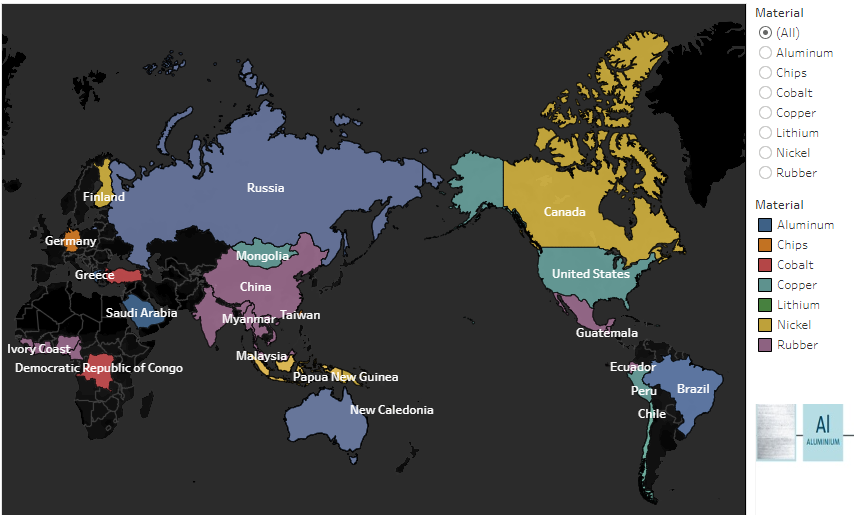 Material
(All)
Aluminum
Chips
Cobalt
Copper
Lithium
Nickel
Rubber
Material
Aluminum
Chips
Cobalt
Copper
Lithium
Nickel
Rubber
Russia
Finland
Canada
Germany
Mongolia
Greece
United States
China
Saudi Arabia
Myanmar
Taiwan
Guatemala
Ivory Coast
Malaysia
Democratic Republic of Congo
Ecuador
Papua New Guinea
Peru
Brazil
New Caledonia
Chile
Al
ALUMINIUM